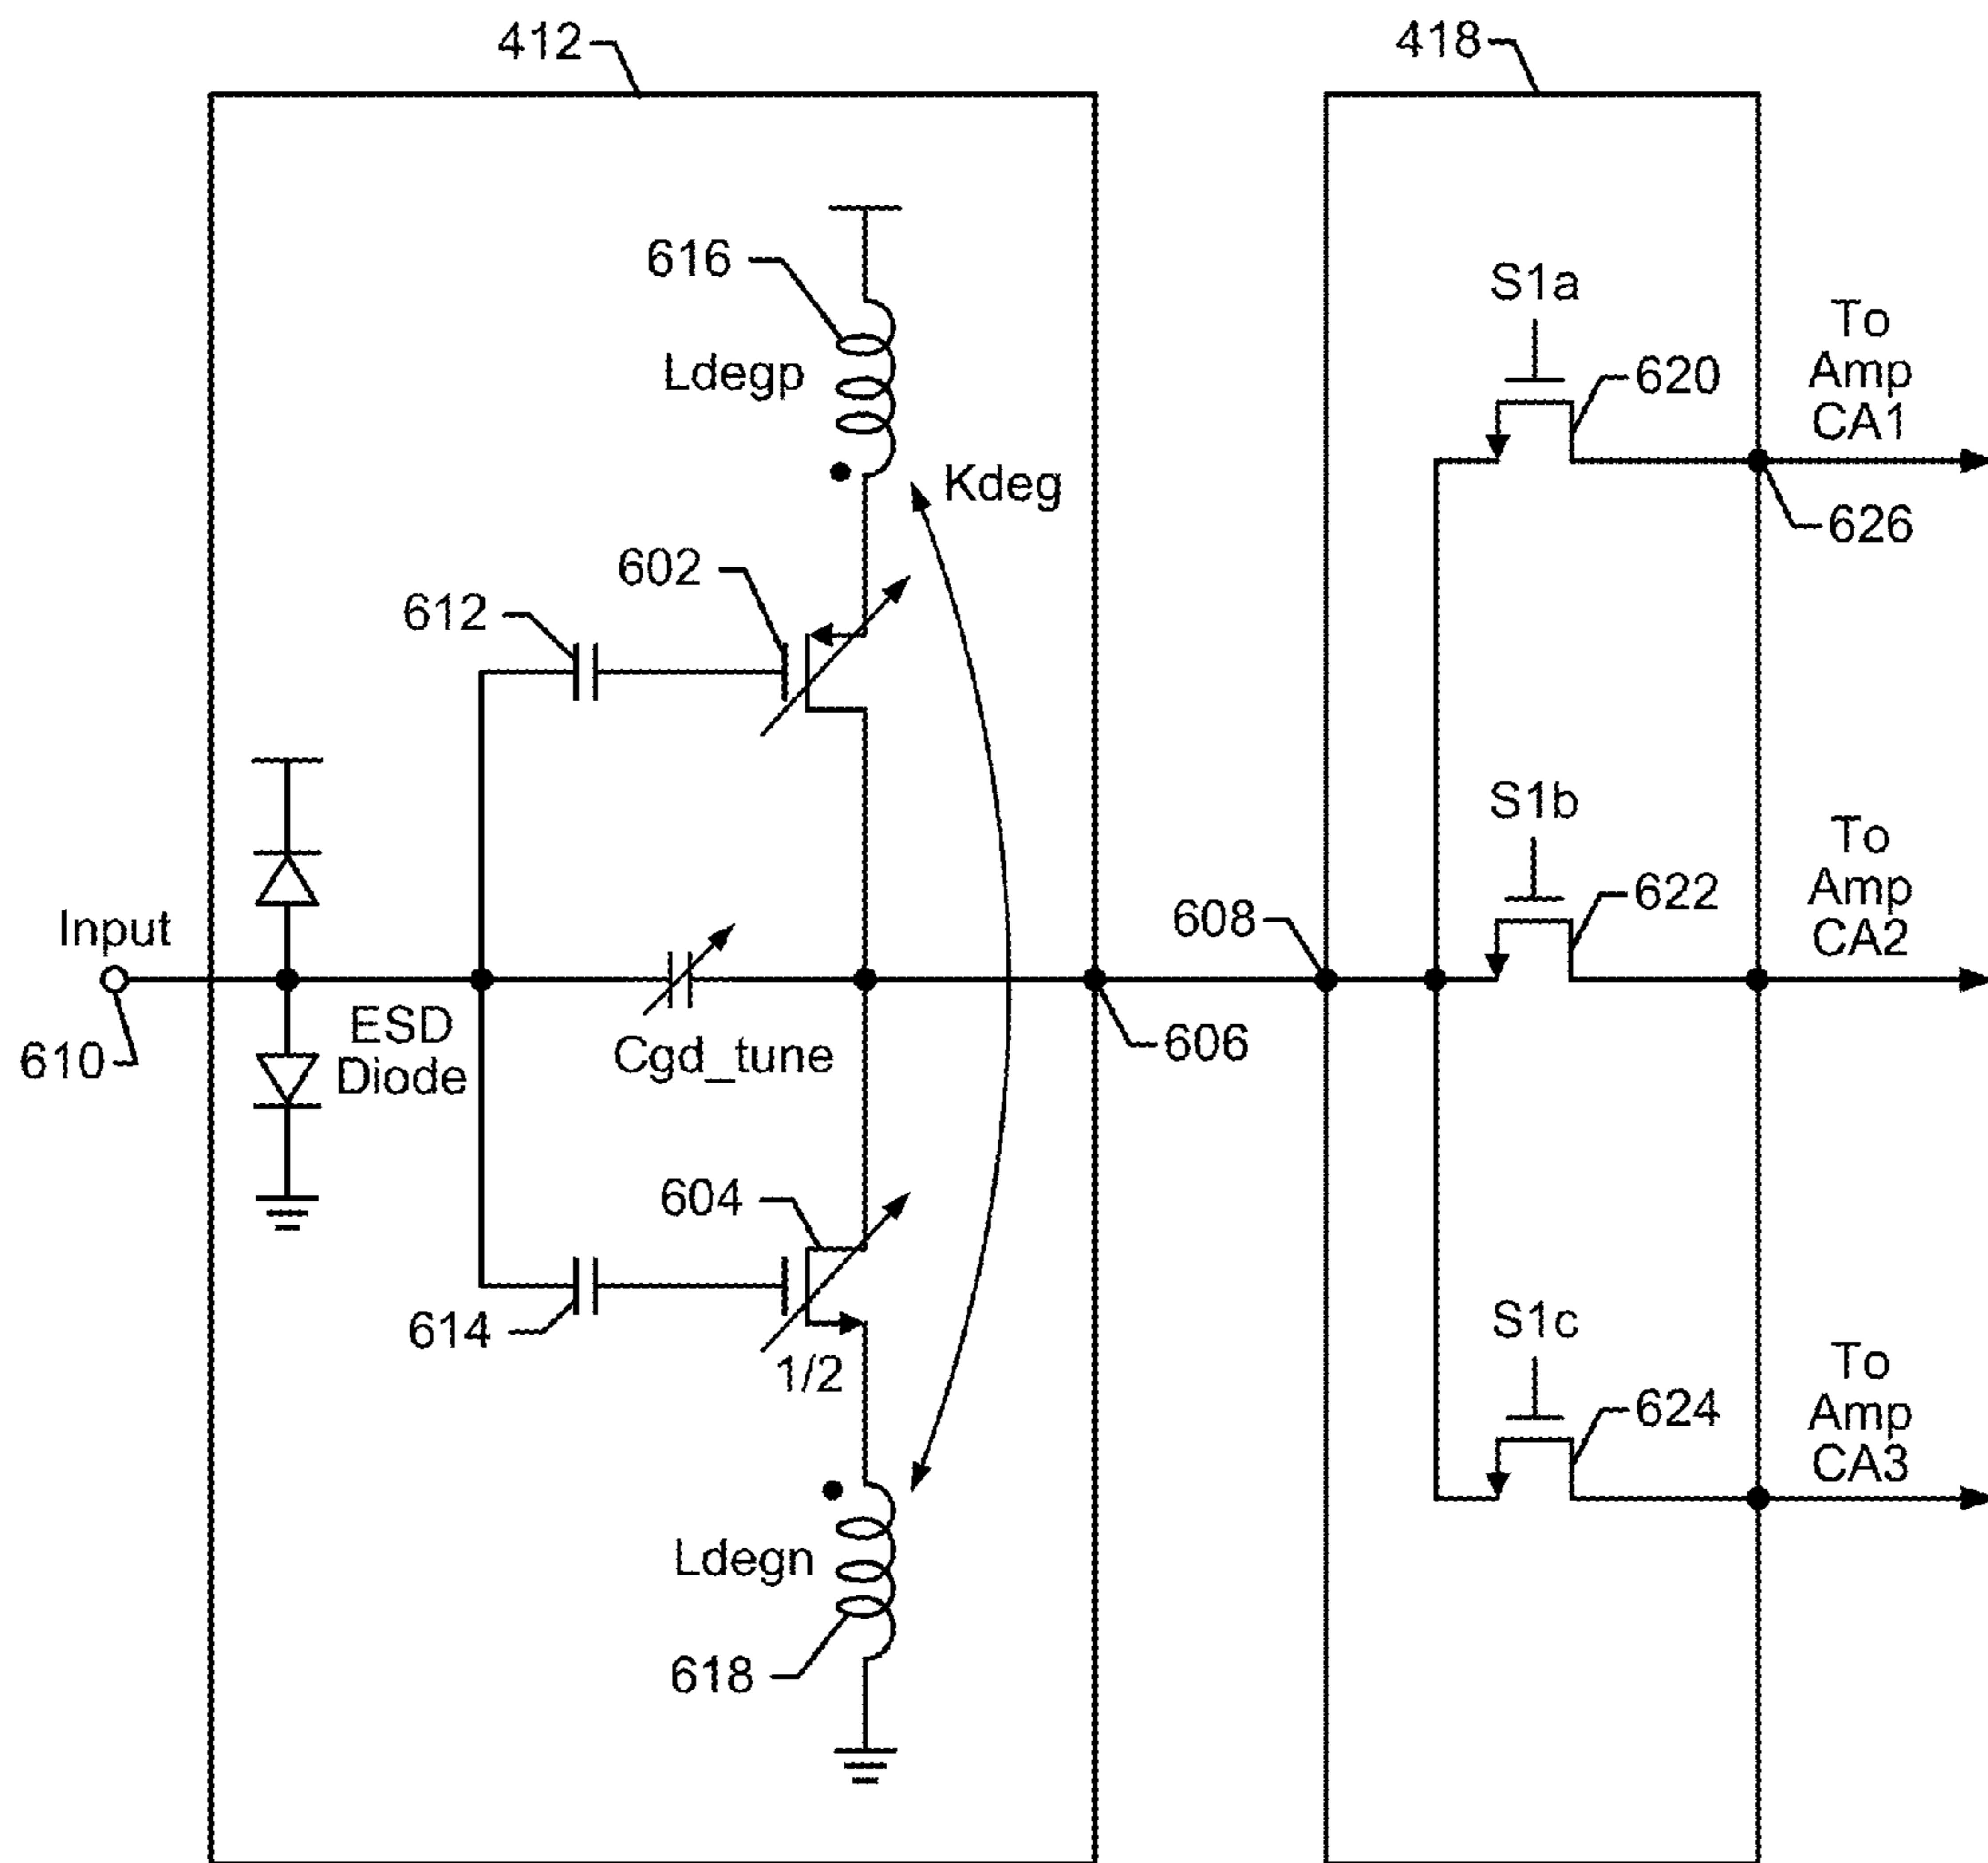 412
418
616
Ldegp
Kdeg
S1a
620
To
Amp
CA1
626
602
612
S1b
622
To
Amp
CA2
608
Input
610
ESD
Diode
Cgd_tune
606
604
614
1/2
S1c
624
To
Amp
CA3
Ldegn
618